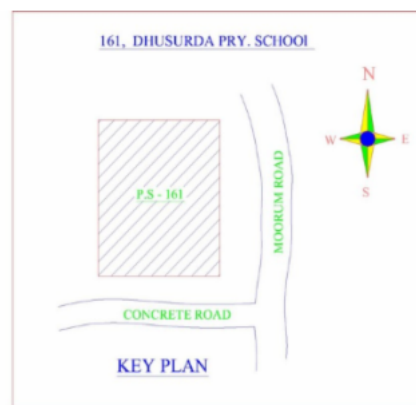 161, DHUSURDA PRY. SCHOOL
N
W
E
S
P.S - 161
MOORUM ROAD
CONCRETE ROAD
KEY PLAN